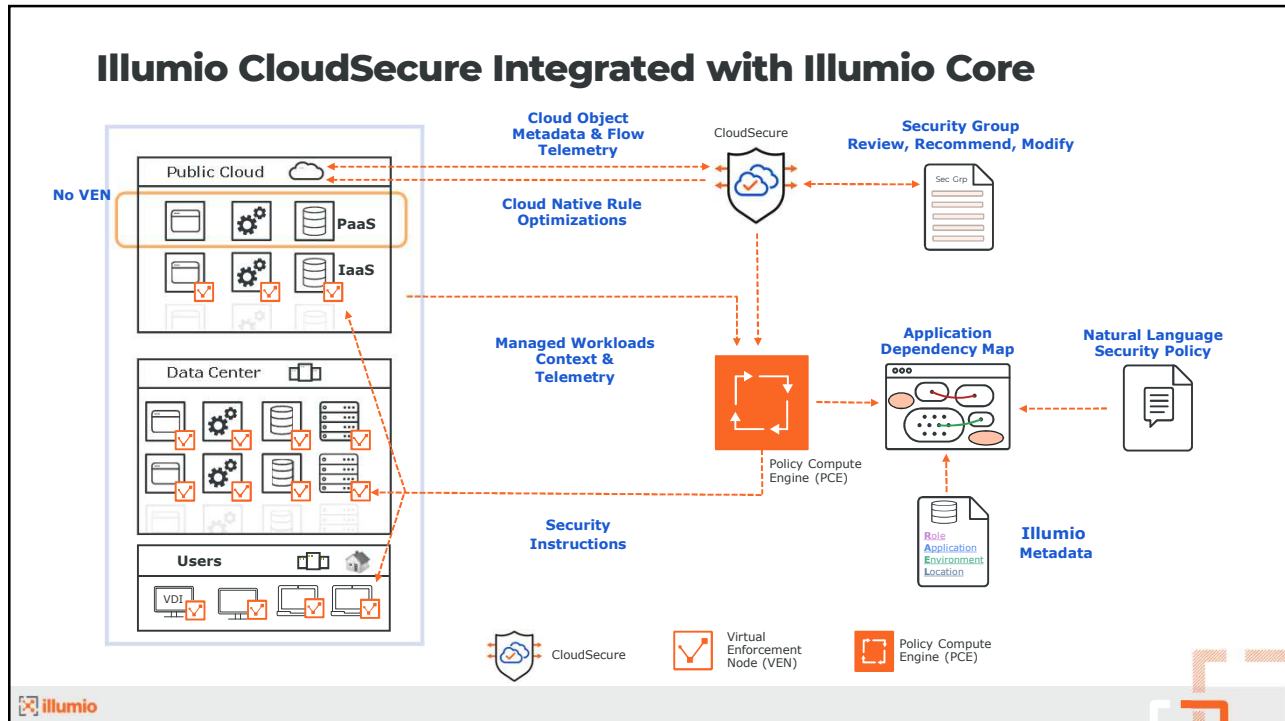 Illumio CloudSecure Integrated with Illumio Core
Cloud Object
Metadata & Flow
Telemetry
CloudSecure
Security Group
Review, Recommend, Modify
Public Cloud
Sec Grp
No VEN
PaaS
Cloud Native Rule
Optimizations
IaaS
Managed Workloads
Context &
Telemetry
Application
Dependency Map
Natural Language
Security Policy
Data Center
Policy Compute
Engine (PCE)
Security
Instructions
Illumio
Metadata
Role
Application
Environment
Location
Users
VDI
CloudSecure
Virtual
Enforcement
Node (VEN)
Policy Compute
Engine (PCE)
illumio